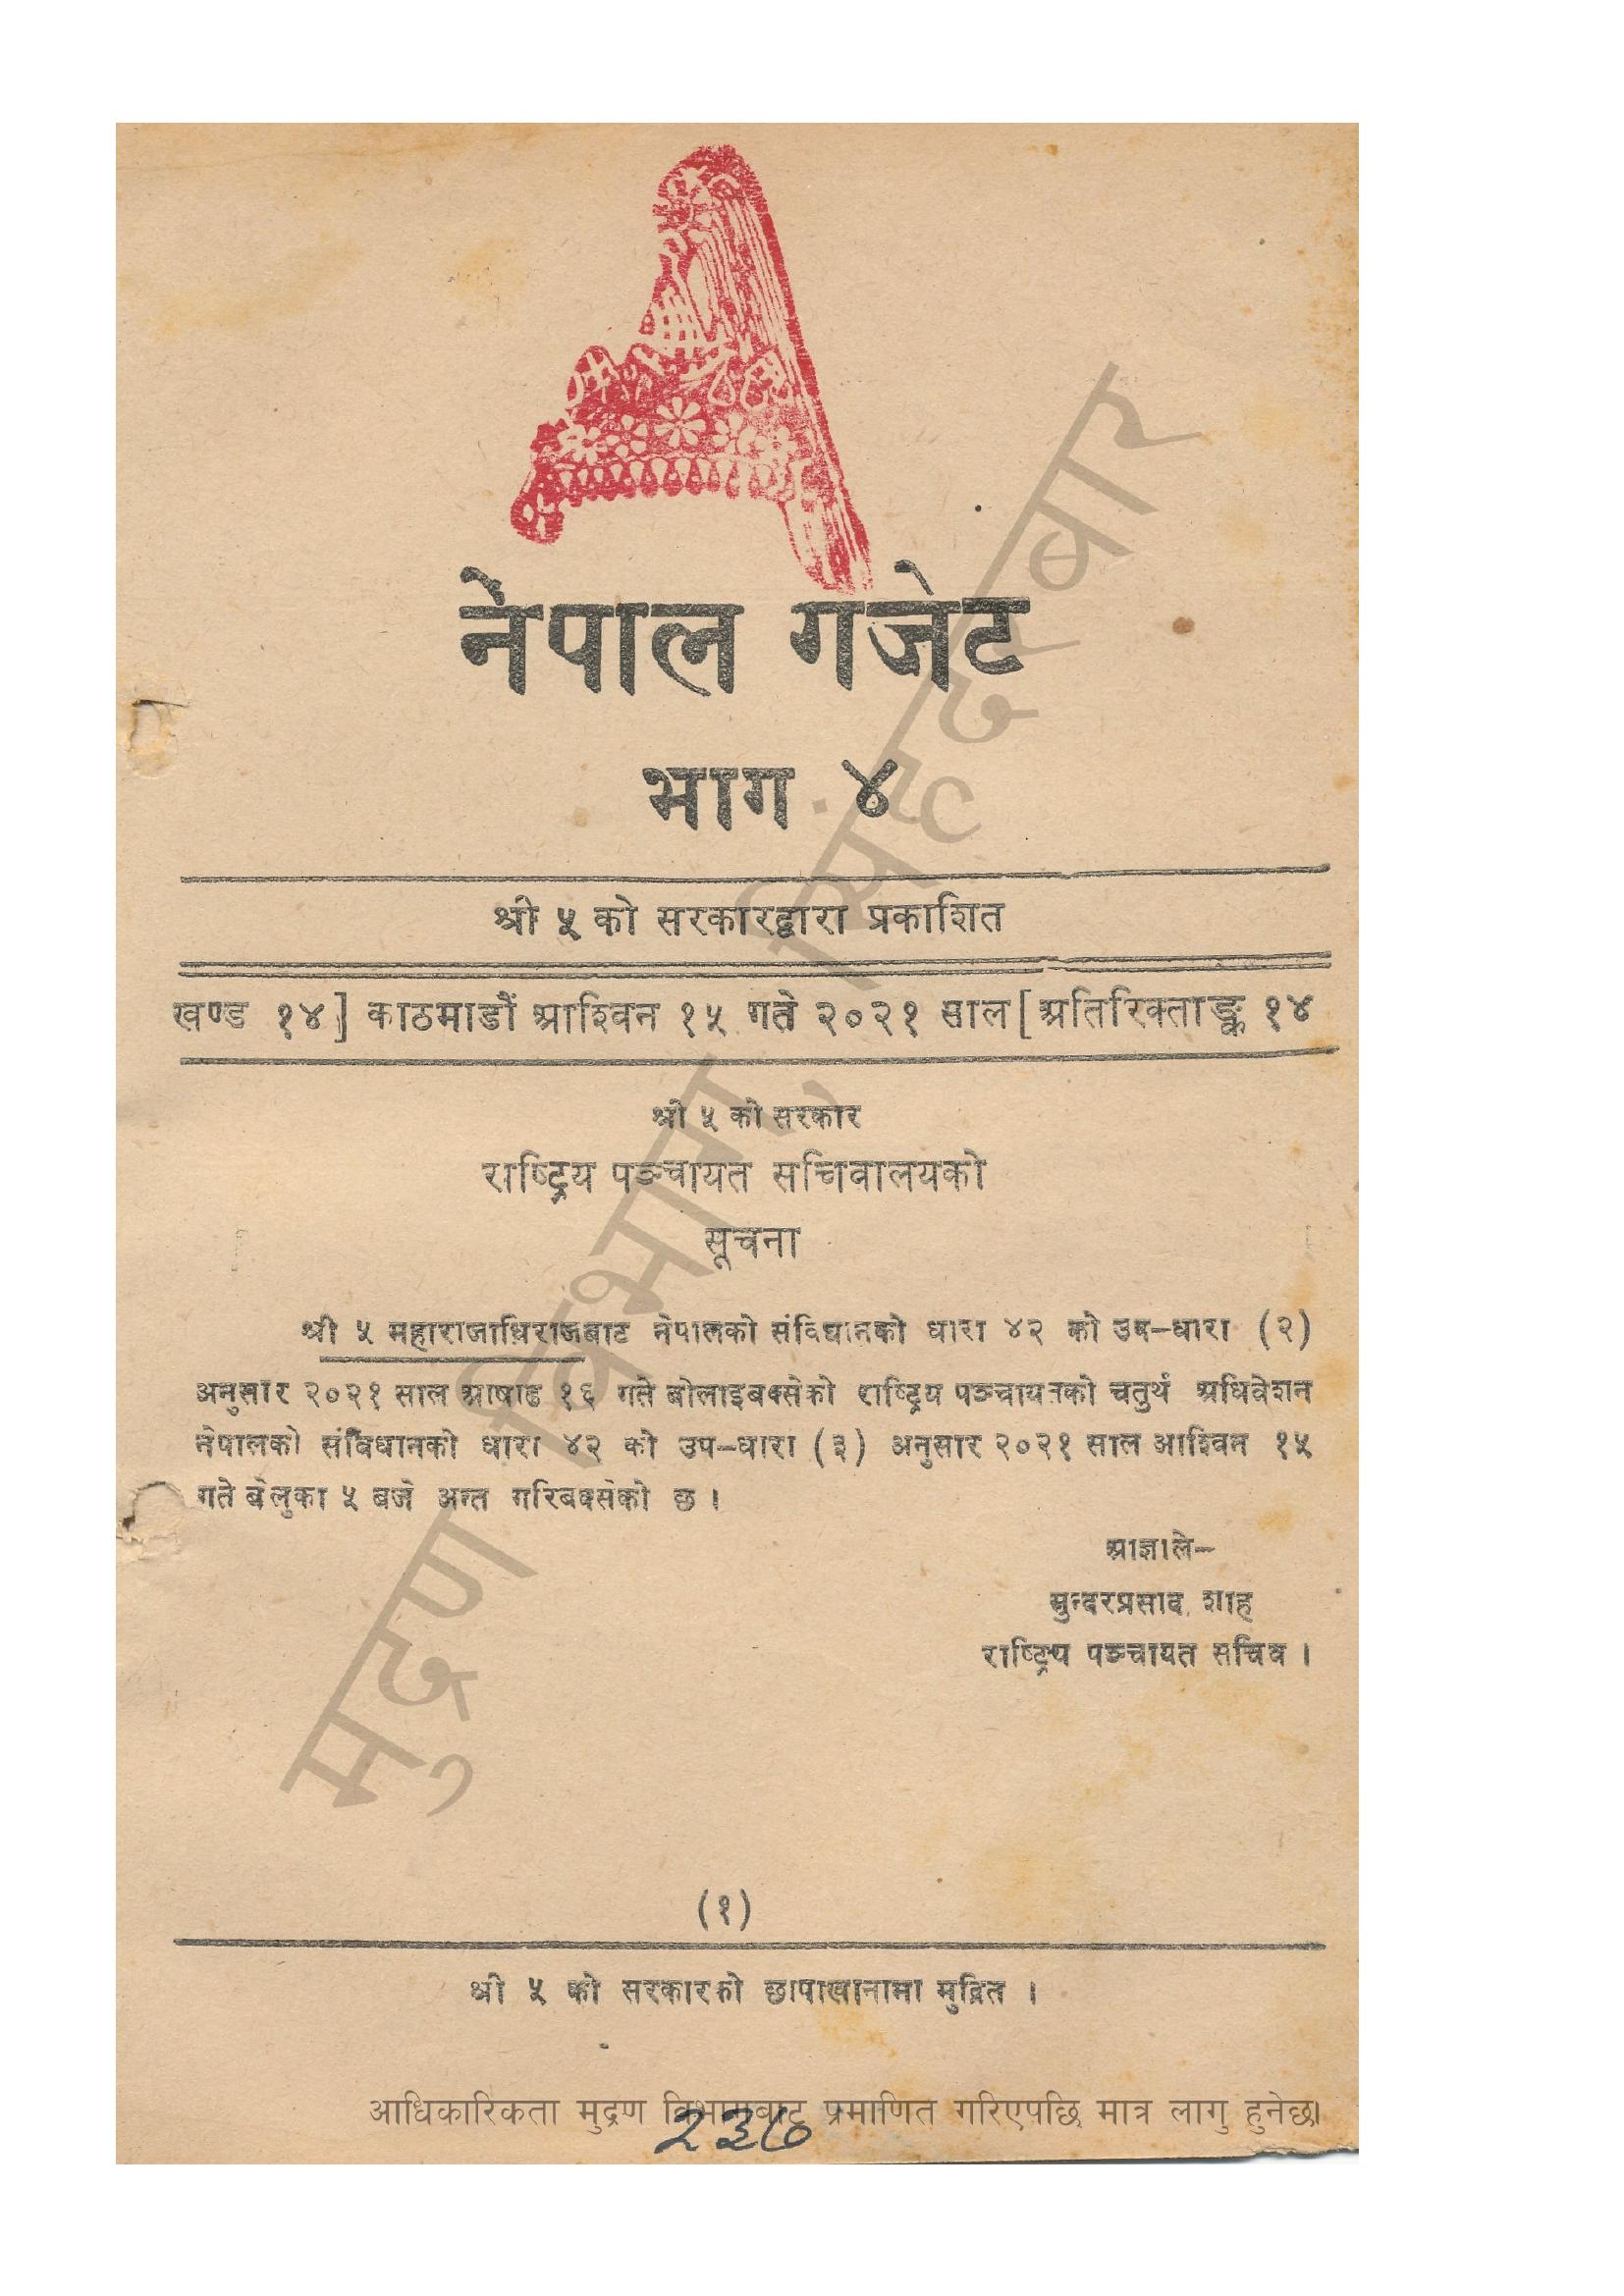 नेपाल गजेट
भाग ४
श्री ५ को सरकारद्वारा प्रकाशित
खण्ड १४] काठमाडौं आश्विन १५ गते २०२१ साल [अतिरिक्ताङ्क १४
श्री ५ को सरकार
राष्ट्रिय पञ्चायत सचिवालयको
सूचना
श्री ५ महाराजाधिराजबाट नेपालको संविधानको धारा ४२ को उप-धारा (२)
अनुसार २०२१ साल आषाढ १६ गते बोलाइबक्सेको राष्ट्रिय पञ्चायतको चतुर्थ अधिवेशन
नेपालको संविधानको धारा ४२ को उप-धारा (३) अनुसार २०२१ साल आश्विन १५
गते बेलुका ५ बजे अन्त गरिबक्सेको छ ।
आज्ञाले-
सुन्दरप्रसाद शाह
राष्ट्रिय पञ्चायत सचिव ।
(१)
श्री ५ को सरकारको छापाखानामा मुद्रित ।
आधिकारिकता मुद्रण विभागबाट प्रमाणित गरिएपछि मात्र लागु हुनेछ।
२३७
मुद्रण विभाग, सिंहदरबार